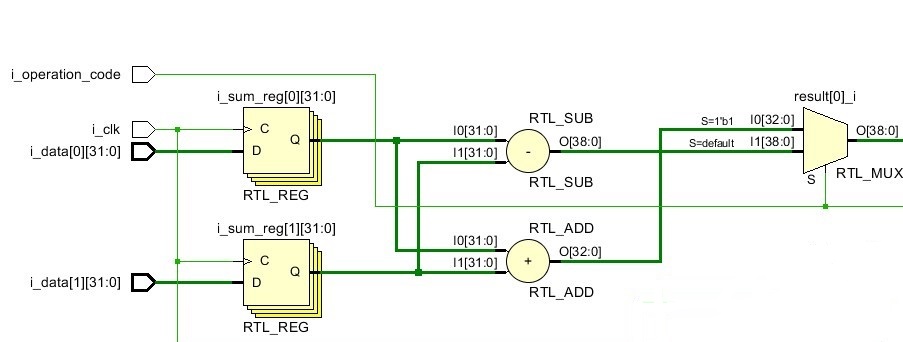 i_operation_code
i_sum_reg[0][31:0]
result[0]_i
RTL_SUB
i_clk
C
S=1'b1
I0[32:0]
I0[31:0]
O[38:0]
O[38:0]
i_data[0][31:0]
D
Q
-
S=default
I1[38:0]
I1[31:0]
RTL_SUB
S
RTL_MUX
RTL_REG
i_sum_reg[1][31:0]
RTL_ADD
I0[31:0]
O[32:0]
C
Q
+
I1[31:0]
i_data[1][31:0]
D
RTL_ADD
RTL_REG